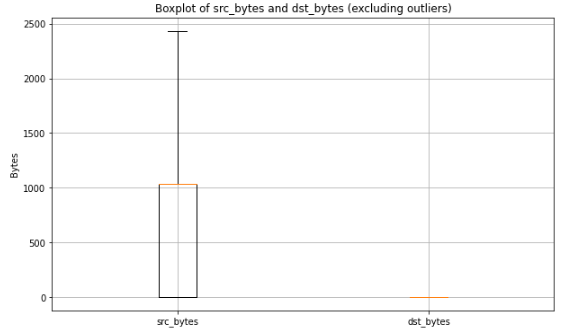 Boxplot of src_bytes and dst_bytes (excluding outliers)
2500
2000
1500
1000
500
0
Bytes
src_bytes
dst_bytes